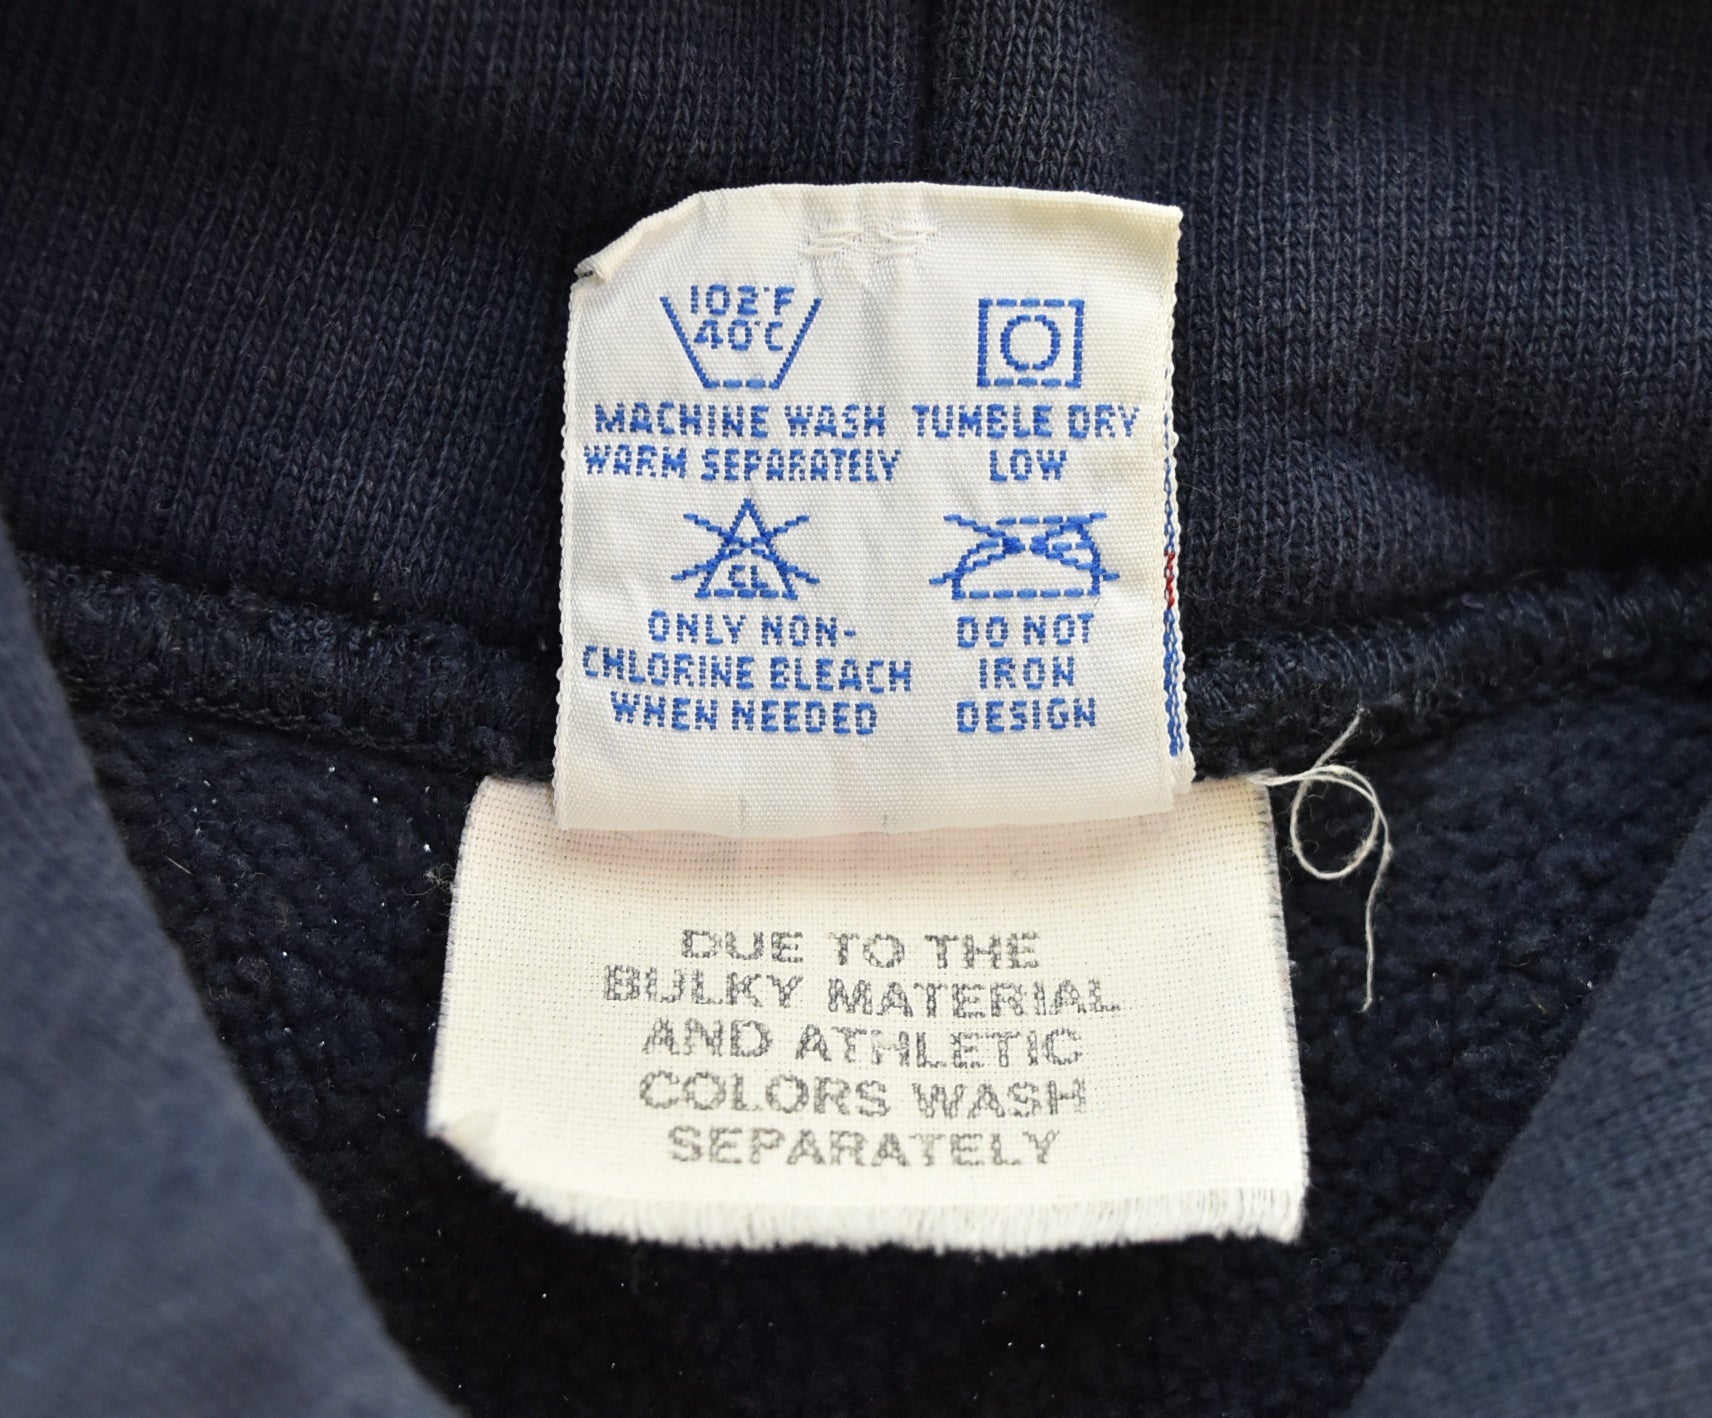 102°F
40°C
MACHINE WASH
WARM SEPARATELY
TUMBLE DRY
LOW
CL
ONLY NON-
CHLORINE BLEACH
WHEN NEEDED
DO NOT
IRON
DESIGN
DUE TO THE
BULKY MATERIAL
AND ATHLETIC
COLORS WASH
SEPARATELY